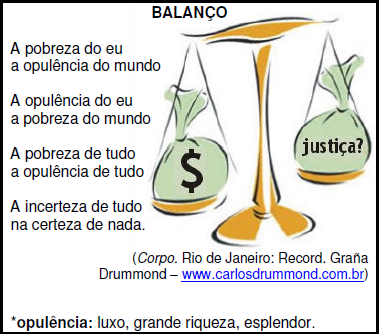 BALANÇO
A pobreza do eu
a opulência do mundo
A opulência do eu
a pobreza do mundo
A pobreza de tudo
a opulência de tudo
A incerteza de tudo
na certeza de nada.
$
justiça?
(Corpo. Rio de Janeiro: Record. Graña
Drummond – www.carlosdrummond.com.br)
*opulência: luxo, grande riqueza, esplendor.